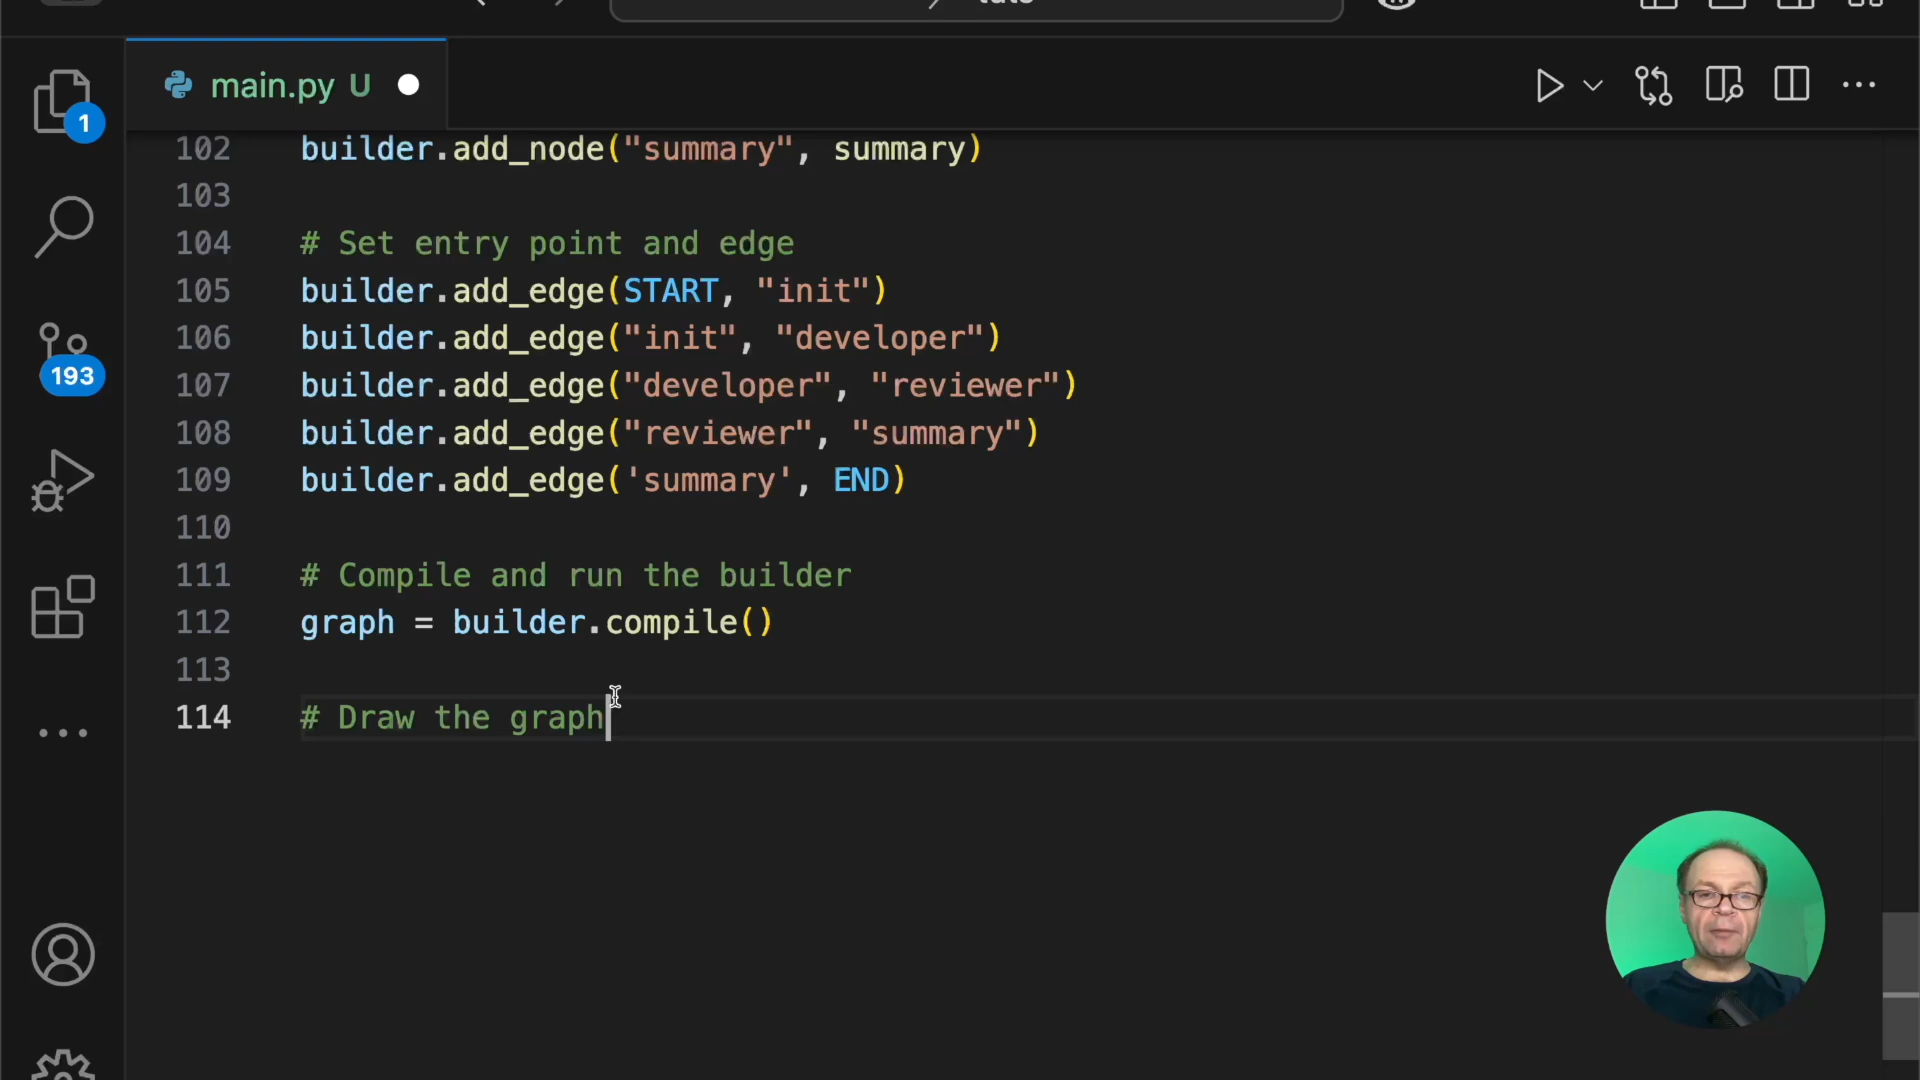 main.py U
1
193
102 builder.add_node("summary", summary)
103
104 # Set entry point and edge
105 builder.add_edge(START, "init")
106 builder.add_edge("init", "developer")
107 builder.add_edge("developer", "reviewer")
108 builder.add_edge("reviewer", "summary")
109 builder.add_edge('summary', END)
110
111 # Compile and run the builder
112 graph = builder.compile()
113
114 # Draw the graph